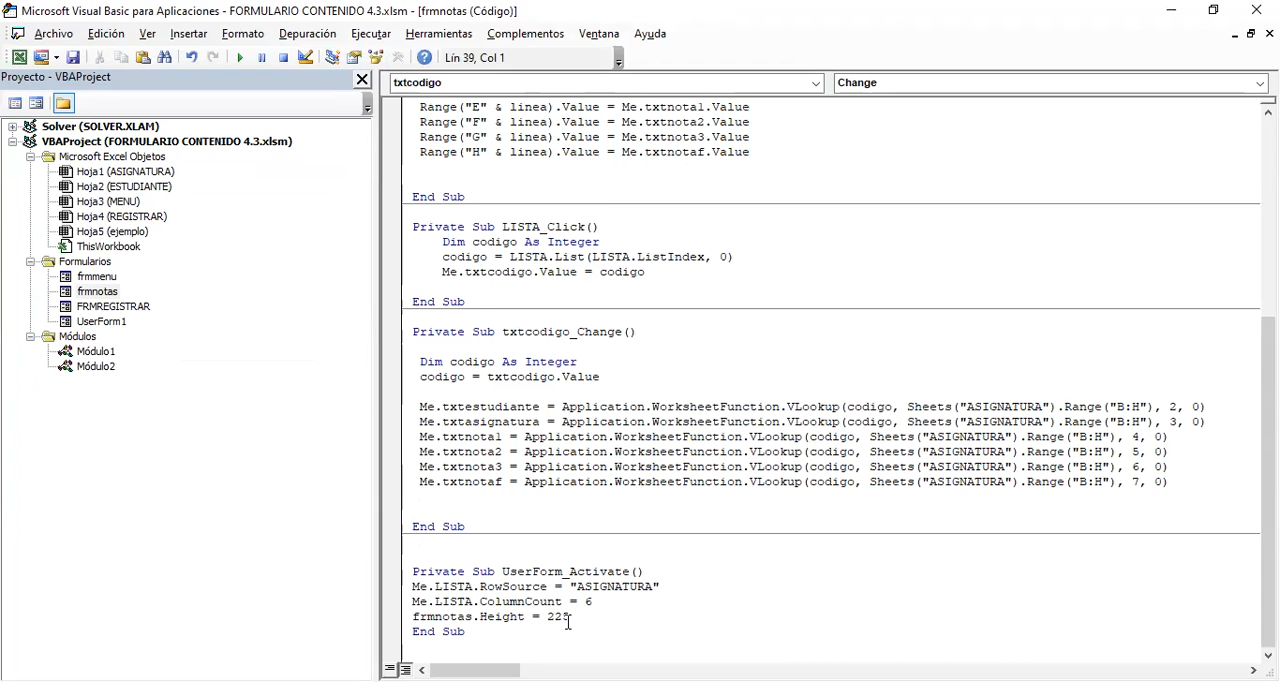 Microsoft Visual Basic para Aplicaciones - FORMULARIO CONTENIDO 4.3.xlsm - [frmnotas (Código)]
Archivo Edición Ver Insertar Formato Depuración Ejecutar Herramientas Complementos Ventana Ayuda
Lín 39, Col 1
Proyecto - VBAProject
Solver (SOLVER.XLAM)
VBAProject (FORMULARIO CONTENIDO 4.3.xlsm)
Microsoft Excel Objetos
Hoja1 (ASIGNATURA)
Hoja2 (ESTUDIANTE)
Hoja3 (MENU)
Hoja4 (REGISTRAR)
Hoja5 (ejemplo)
ThisWorkbook
Formularios
frmmenu
frmnotas
FRMREGISTRAR
UserForm1
Módulos
Módulo1
Módulo2
txtcodigo
Change
Range("E" & linea).Value = Me.txtnota1.Value
Range("F" & linea).Value = Me.txtnota2.Value
Range("G" & linea).Value = Me.txtnota3.Value
Range("H" & linea).Value = Me.txtnotaf.Value
End Sub
Private Sub LISTA_Click()
Dim codigo As Integer
codigo = LISTA.List(LISTA.ListIndex, 0)
Me.txtcodigo.Value = codigo
End Sub
Private Sub txtcodigo_Change()
Dim codigo As Integer
codigo = txtcodigo.Value
Me.txtestudiante = Application.WorksheetFunction.VLookup(codigo, Sheets("ASIGNATURA").Range("B:H"), 2, 0)
Me.txtasignatura = Application.WorksheetFunction.VLookup(codigo, Sheets("ASIGNATURA").Range("B:H"), 3, 0)
Me.txtnota1 = Application.WorksheetFunction.VLookup(codigo, Sheets("ASIGNATURA").Range("B:H"), 4, 0)
Me.txtnota2 = Application.WorksheetFunction.VLookup(codigo, Sheets("ASIGNATURA").Range("B:H"), 5, 0)
Me.txtnota3 = Application.WorksheetFunction.VLookup(codigo, Sheets("ASIGNATURA").Range("B:H"), 6, 0)
Me.txtnotaf = Application.WorksheetFunction.VLookup(codigo, Sheets("ASIGNATURA").Range("B:H"), 7, 0)
End Sub
Private Sub UserForm_Activate()
Me.LISTA.RowSource = "ASIGNATURA"
Me.LISTA.ColumnCount = 6
frmnotas.Height = 225
End Sub